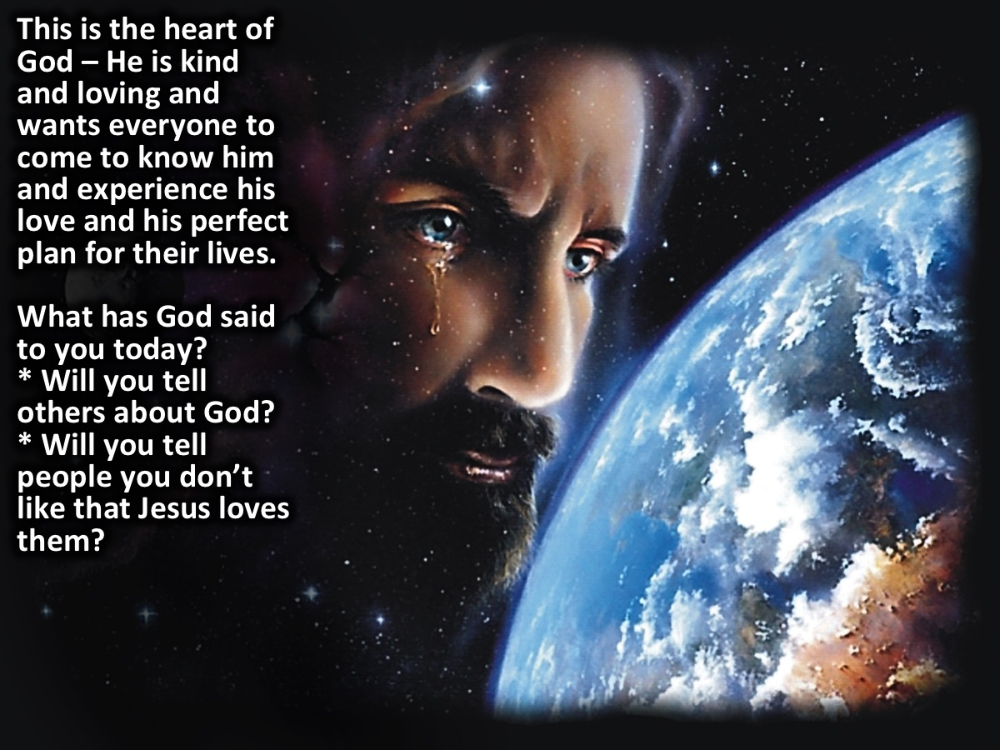 This is the heart of
God – He is kind
and loving and
wants everyone to
come to know him
and experience his
love and his perfect
plan for their lives.
What has God said
to you today?
* Will you tell
others about God?
* Will you tell
people you don’t
like that Jesus loves
them?